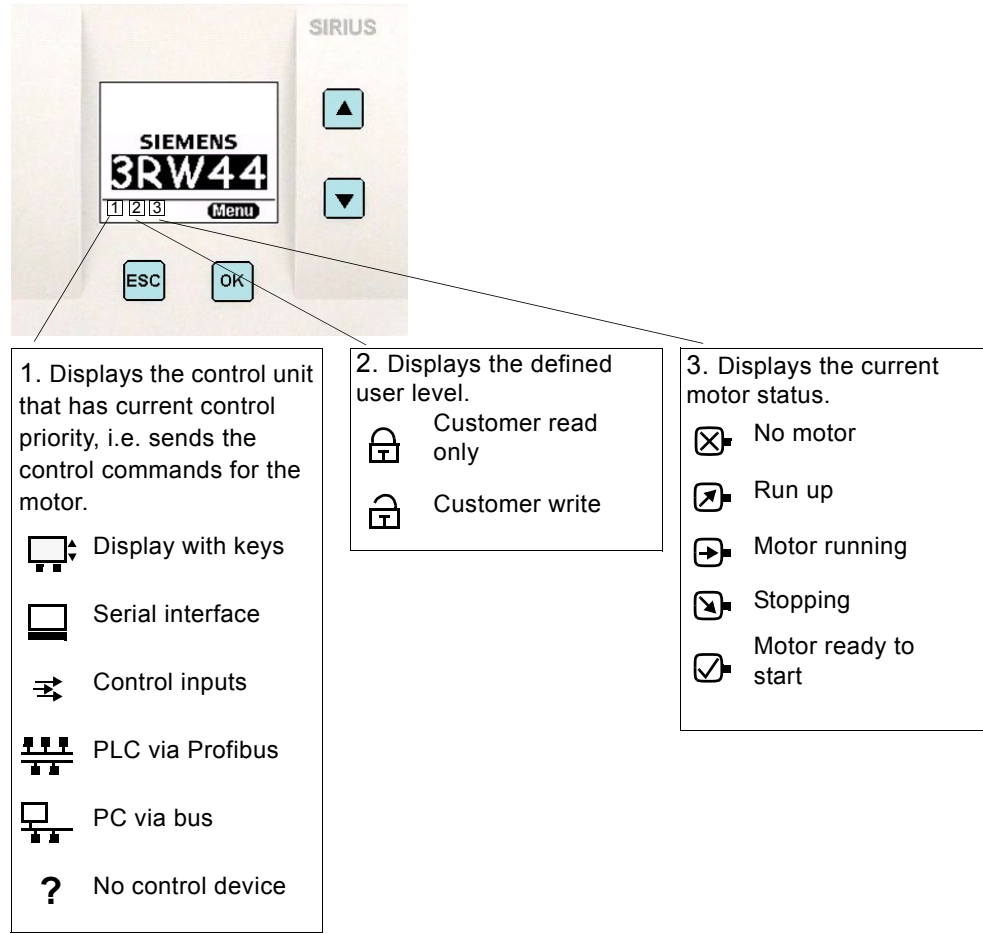 SIRIUS
SIEMENS
3RW44
1 2 3
Menu
ESC
OK
1. Displays the control unit
that has current control
priority, i.e. sends the
control commands for the
motor.
Display with keys
Serial interface
Control inputs
PLC via Profibus
PC via bus
? No control device
2. Displays the defined
user level.
Customer read
only
Customer write
3. Displays the current
motor status.
No motor
Run up
Motor running
Stopping
Motor ready to
start